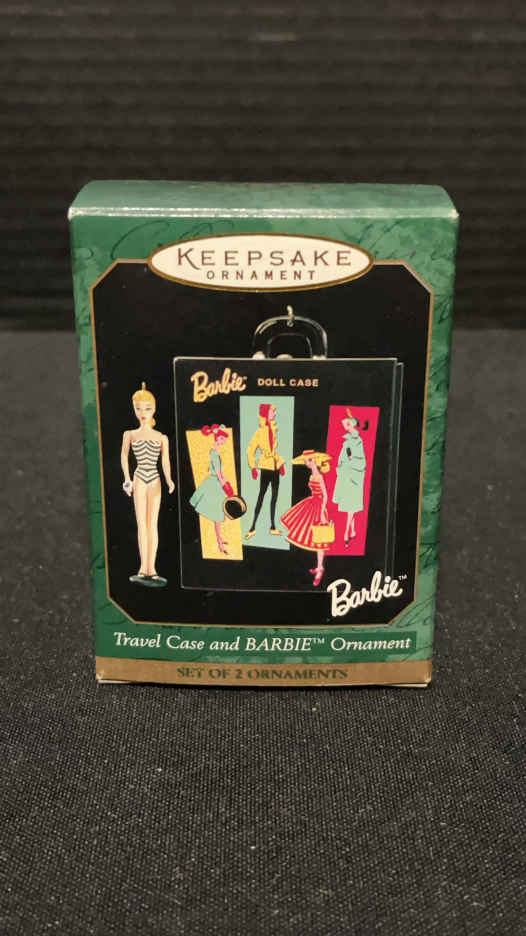 KEEPSAKE
ORNAMENT
Barbie DOLL CASE
Barbie™
Travel Case and BARBIE™ Ornament
SET OF 2 ORNAMENTS